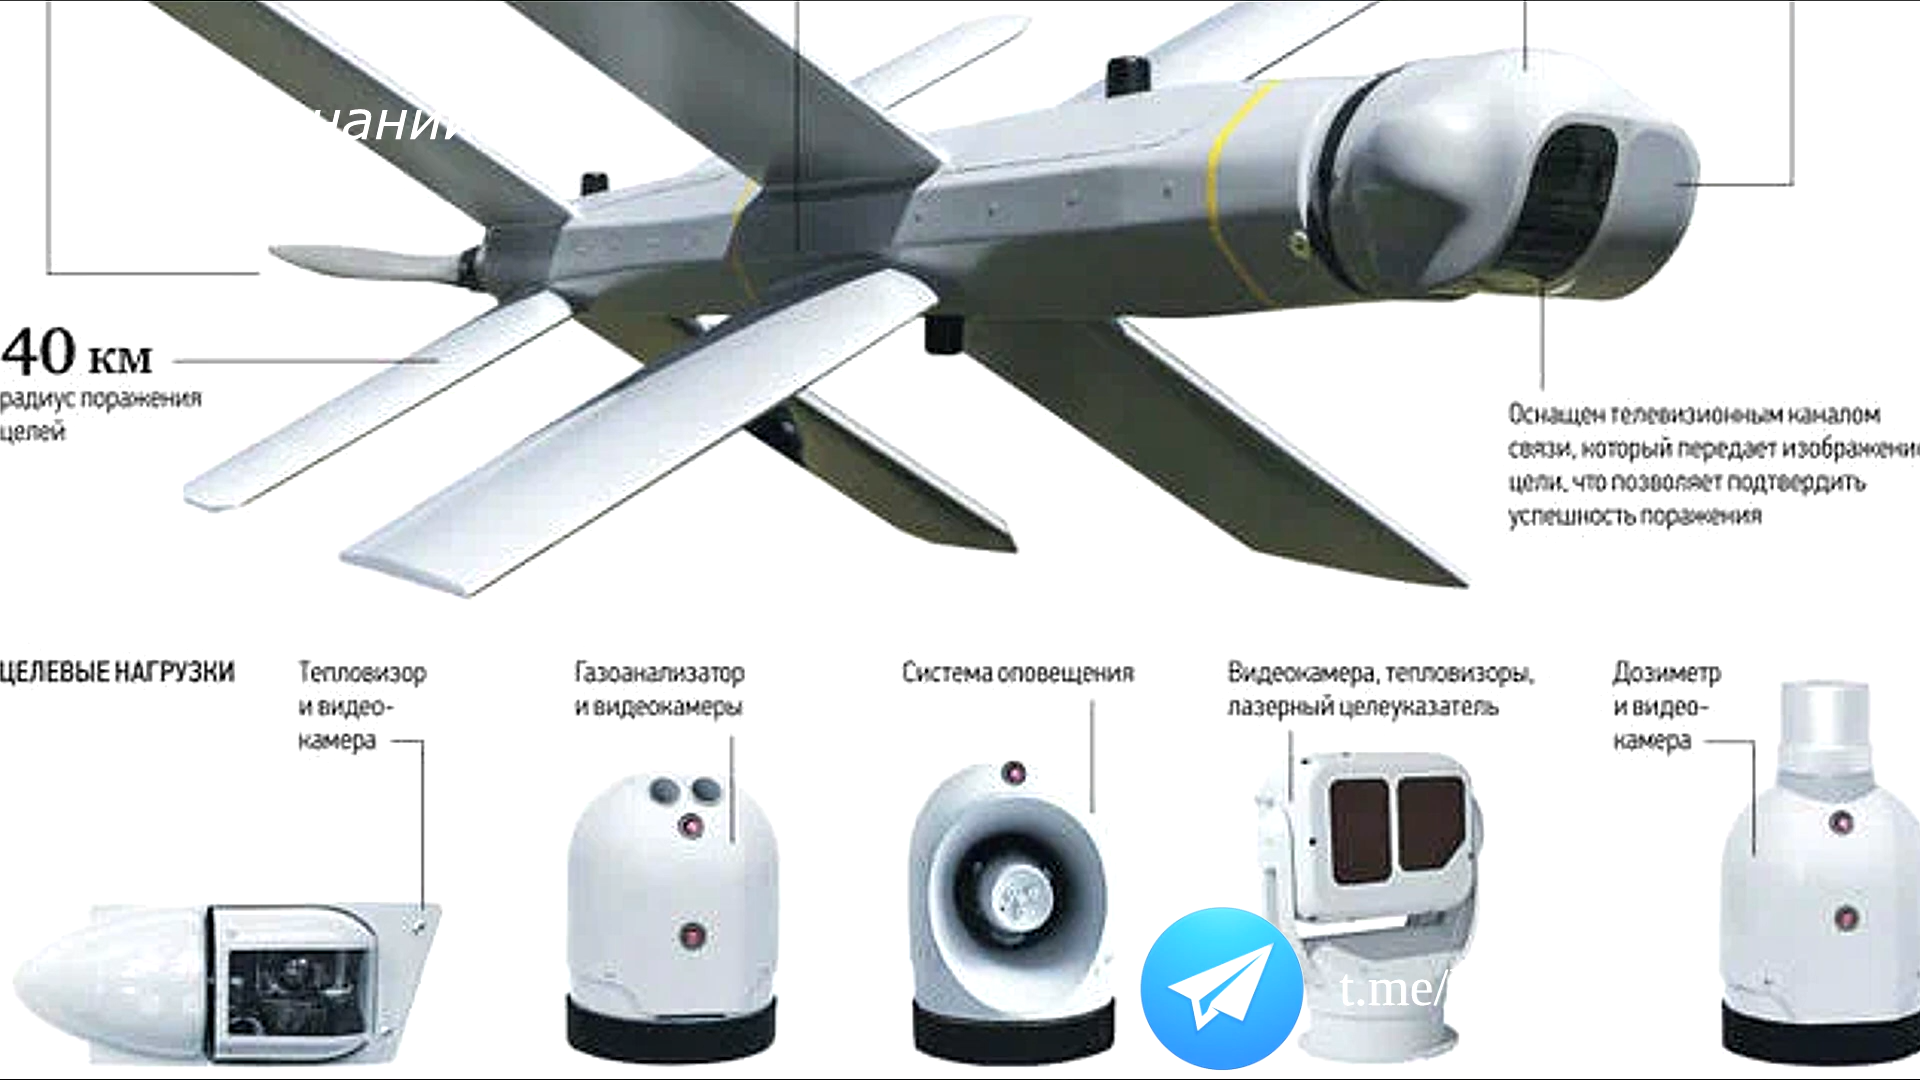 40 км
радиус поражения
целей
Оснащен телевизионным каналом
связи, который передает изображение
цели, что позволяет подтвердить
успешность поражения
ЦЕЛЕВЫЕ НАГРУЗКИ
Тепловизор
и видео-
камера
Газоанализатор
и видеокамеры
Система оповещения
Видеокамера, тепловизоры,
лазерный целеуказатель
Дозиметр
и видео-
камера
t.me/